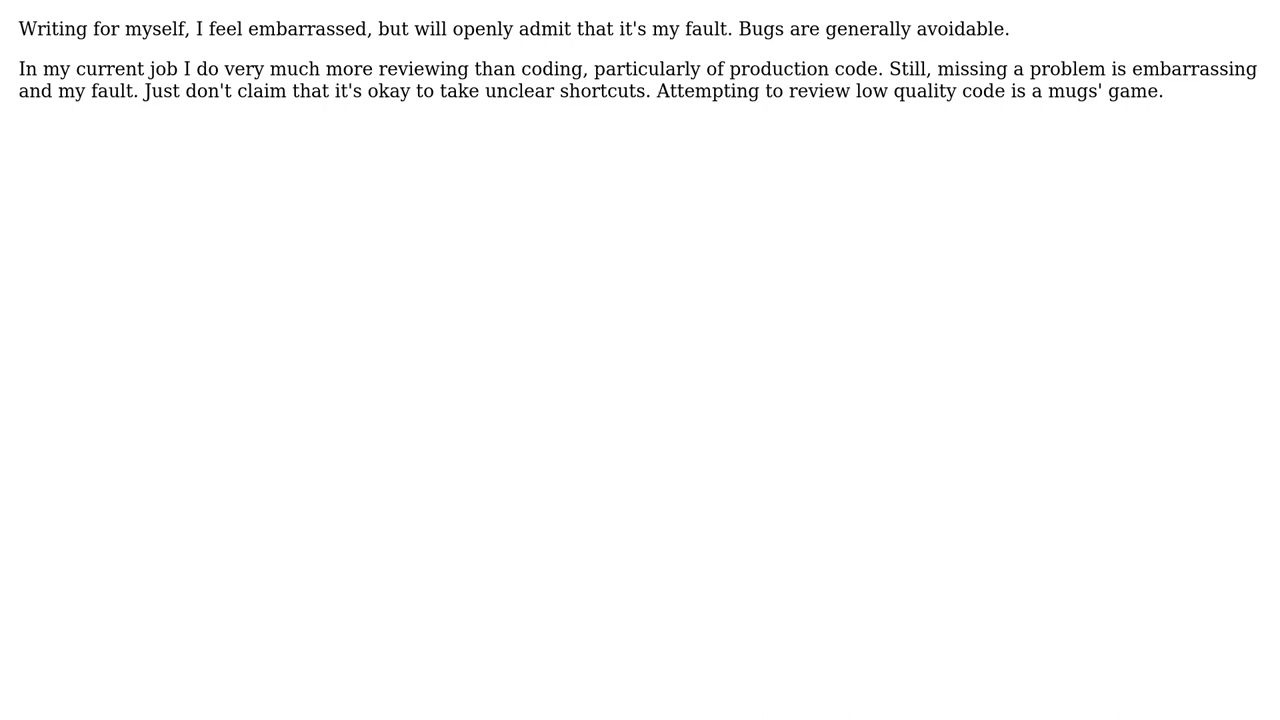 Writing for myself, I feel embarrassed, but will openly admit that it's my fault. Bugs are generally avoidable.
In my current job I do very much more reviewing than coding, particularly of production code. Still, missing a problem is embarrassing
and my fault. Just don't claim that it's okay to take unclear shortcuts. Attempting to review low quality code is a mugs' game.